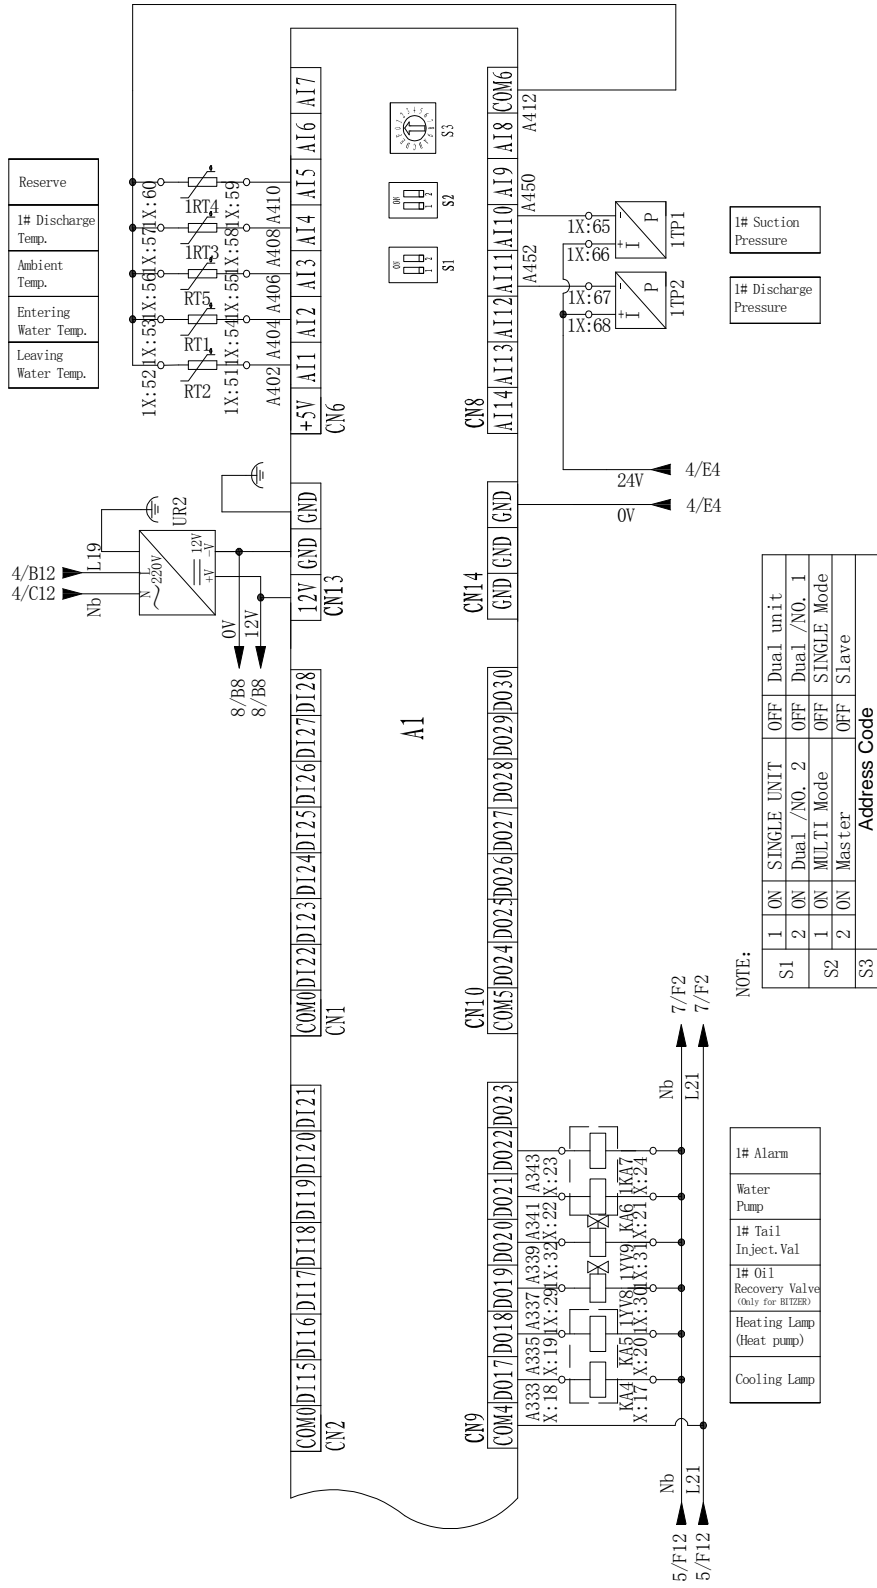 Reserve
1# Discharge
Temp.
Ambient
Temp.
Entering
Water Temp.
Leaving
Water Temp.
1X:60
1RT4
1X:59
A410
1X:57
1RT3
1X:58
A408
1X:56
RT5
1X:55
A406
1X:53
RT1
1X:54
A404
1X:52
RT2
1X:51
A402
AI7
AI6
AI5
AI4
AI3
AI2
AI1
+5V
CN6
S3
ON
1 2
S2
ON
1 2
S1
COM6
AI8
AI9
AI10
AI11
AI12
AI13
AI14
CN8
A412
A450
A452
1X:65
1X:66
- P
+ I
1TP1
1X:67
1X:68
- P
+ I
1TP2
1# Suction
Pressure
1# Discharge
Pressure
24V
4/E4
0V
4/E4
4/B12
4/C12
L19
Nb
L
N
~220V
12V
-V
+V
UR2
0V
12V
8/B8
8/B8
GND
GND
12V
CN13
GND
GND
GND
CN14
A1
DI28
DI27
DI26
DI25
DI24
DI23
DI22
COM0
CN1
DO30
DO29
DO28
DO27
DO26
DO25
DO24
COM5
CN10
DI21
DI20
DI19
DI18
DI17
DI16
DI15
COM0
CN2
DO23
DO22
DO21
DO20
DO19
DO18
DO17
COM4
CN9
A343
X:23
1KA7
X:24
A341
X:22
KA6
X:21
A339
1X:32
1YV9
1X:31
A337
1X:29
1YV8
1X:30
A335
X:19
KA5
X:20
A333
X:18
KA4
X:17
Nb
7/F2
L21
7/F2
Nb
5/F12
L21
5/F12
1# Alarm
Water
Pump
1# Tail
Inject.Val
1# Oil
Recovery Valve
(Only for BITZER)
Heating Lamp
(Heat pump)
Cooling Lamp
NOTE:
S1 1 ON SINGLE UNIT OFF Dual unit
2 ON Dual /NO. 2 OFF Dual /NO. 1
S2 1 ON MULTI Mode OFF SINGLE Mode
2 ON Master OFF Slave
S3 Address Code